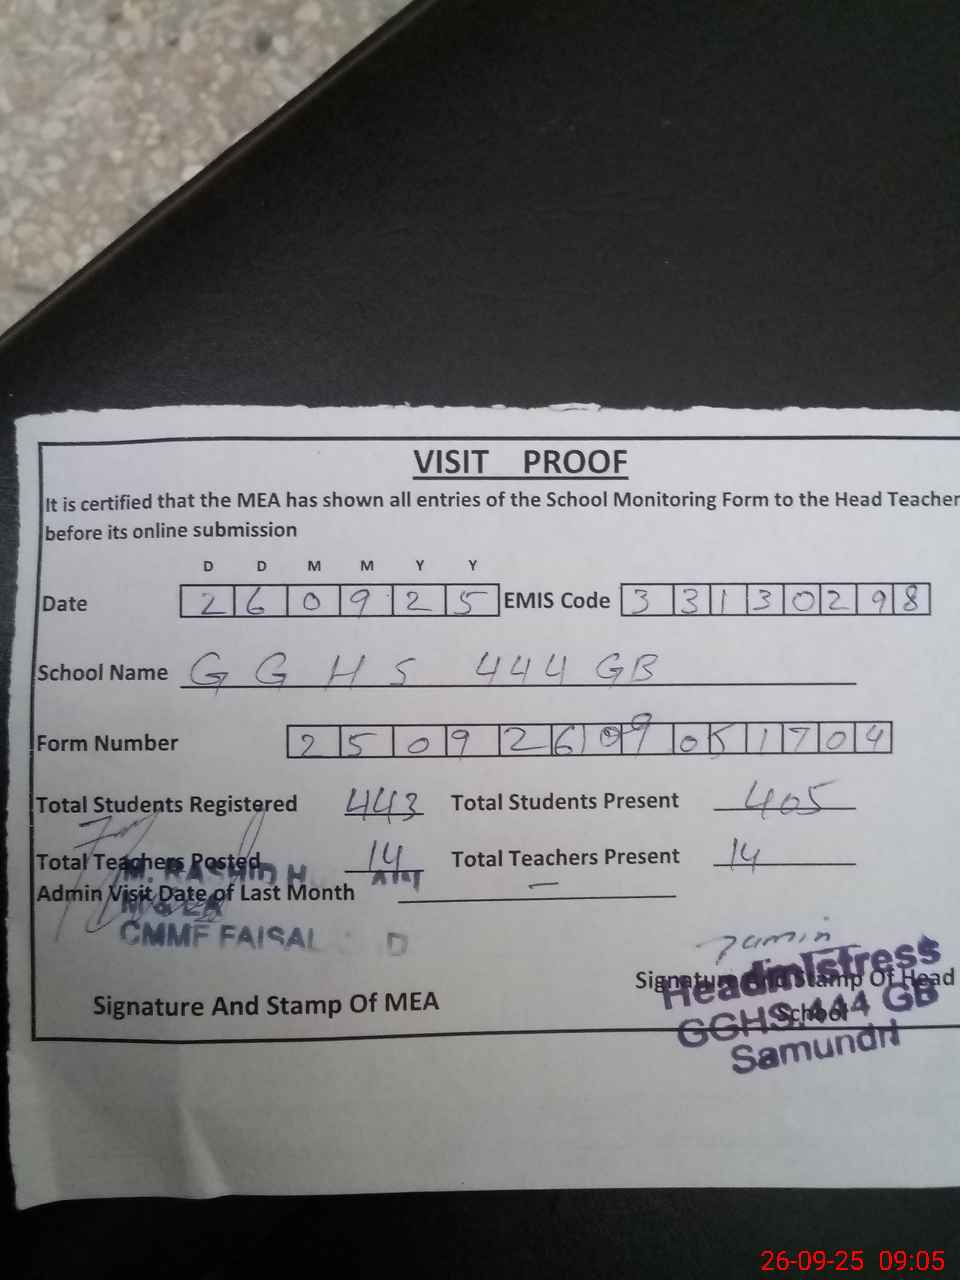 VISIT PROOF
It is certified that the MEA has shown all entries of the School Monitoring Form to the Head Teacher
before its online submission
D D M M Y Y
Date 2 6 0 9 2 5 EMIS Code 3 3 1 3 0 2 9 8
School Name G G H S 444 GB
Form Number 2 5 0 9 2 6 0 9 0 5 1 7 0 4
Total Students Registered 443 Total Students Present 405
Total Teachers Posted 14 Total Teachers Present 14
M. RASHID
Admin Visit Date of Last Month –
M & EA
CMMF FAISAL D
Signature And Stamp Of MEA
Signature And Stamp Of Head
School
Headmistress
GGHS.444 GB
Samundri
26-09-25 09:05